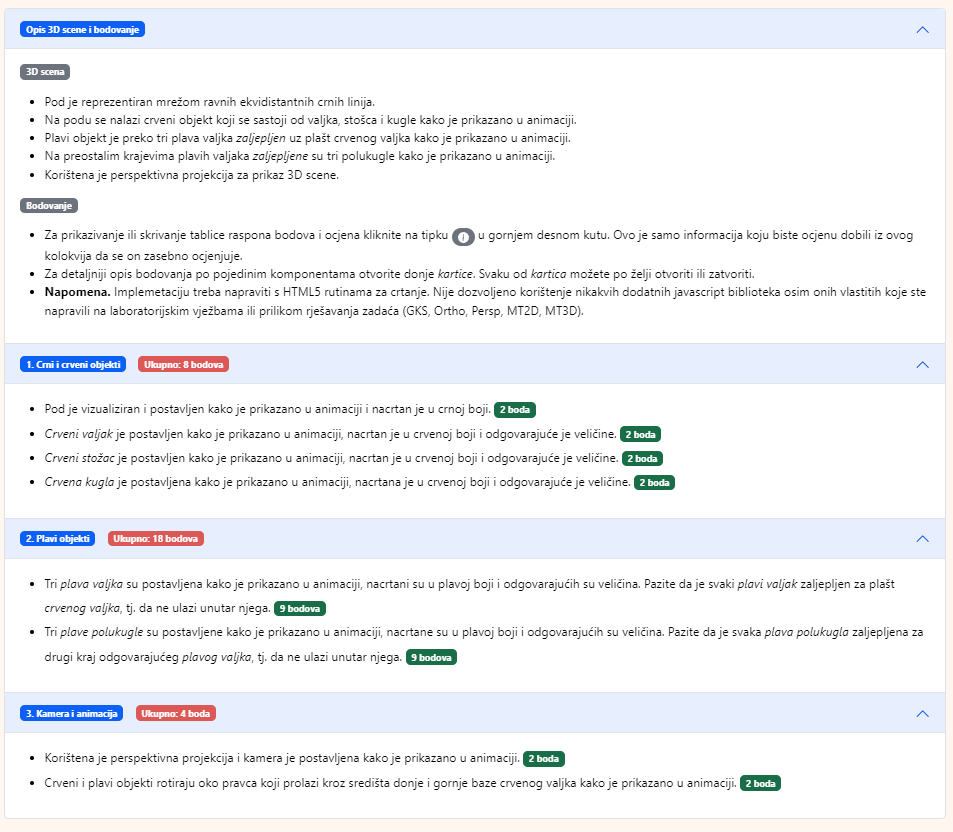 Opis 3D scene i bodovanje
3D scena
Pod je reprezentiran mrežom ravnih ekvidistantnih crnih linija.
Na podu se nalazi crveni objekt koji se sastoji od valjka, stošca i kugle kako je prikazano u animaciji.
Plavi objekt je preko tri plava valjka zaljepljen uz plašt crvenog valjka kako je prikazano u animaciji.
Na preostalim krajevima plavih valjaka zaljepljene su tri polukugle kako je prikazano u animaciji.
Korištena je perspektivna projekcija za prikaz 3D scene.
Bodovanje
Za prikazivanje ili skrivanje tablice raspona bodova i ocjena kliknite na tipku i u gornjem desnom kutu. Ovo je samo informacija koju biste ocjenu dobili iz ovog
kolokvija da se on zasebno ocjenjuje.
Za detaljniji opis bodovanja po pojedinim komponentama otvorite donje kartice. Svaku od kartica možete po želji otvoriti ili zatvoriti.
Napomena. Implemetaciju treba napraviti s HTML5 rutinama za crtanje. Nije dozvoljeno korištenje nikakvih dodatnih javascript biblioteka osim onih vlastitih koje ste
napravili na laboratorijskim vježbama ili prilikom rješavanja zadaća (GKS, Ortho, Persp, MT2D, MT3D).
1. Crni i crveni objekti Ukupno: 8 bodova
Pod je vizualiziran i postavljen kako je prikazano u animaciji i nacrtan je u crnoj boji. 2 boda
Crveni valjak je postavljen kako je prikazano u animaciji, nacrtan je u crvenoj boji i odgovarajuće je veličine. 2 boda
Crveni stožac je postavljen kako je prikazano u animaciji, nacrtan je u crvenoj boji i odgovarajuće je veličine. 2 boda
Crvena kugla je postavljena kako je prikazano u animaciji, nacrtana je u crvenoj boji i odgovarajuće je veličine. 2 boda
2. Plavi objekti Ukupno: 18 bodova
Tri plava valjka su postavljena kako je prikazano u animaciji, nacrtani su u plavoj boji i odgovarajućih su veličina. Pazite da je svaki plavi valjak zaljepljen za plašt
crvenog valjka, tj. da ne ulazi unutar njega. 9 bodova
Tri plave polukugle su postavljene kako je prikazano u animaciji, nacrtane su u plavoj boji i odgovarajućih su veličina. Pazite da je svaka plava polukugla zaljepljena za
drugi kraj odgovarajućeg plavog valjka, tj. da ne ulazi unutar njega. 9 bodova
3. Kamera i animacija Ukupno: 4 boda
Korištena je perspektivna projekcija i kamera je postavljena kako je prikazano u animaciji. 2 boda
Crveni i plavi objekti rotiraju oko pravca koji prolazi kroz središta donje i gornje baze crvenog valjka kako je prikazano u animaciji. 2 boda